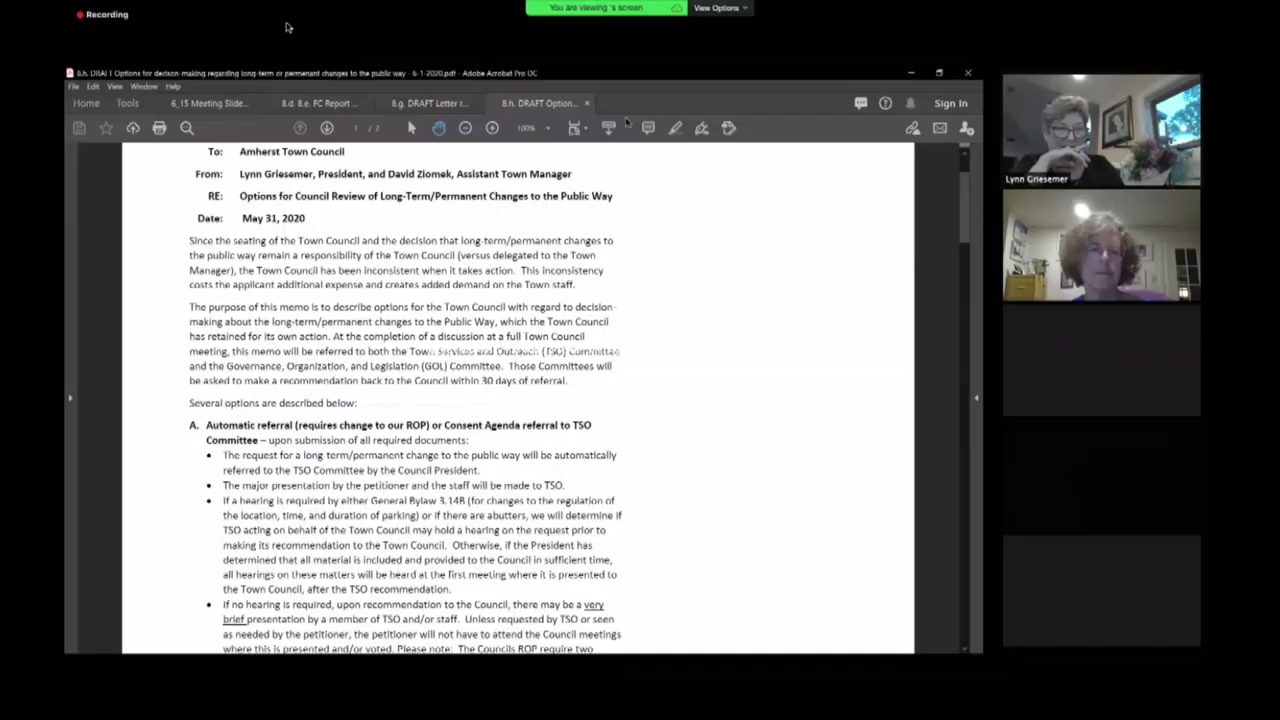 Recording
You are viewing 's screen
View Options
8.h. DRAFT Options for decison-making regarding long-term or permenant changes to the public way - 6-1-2020.pdf - Adobe Acrobat Pro DC
File Edit View Window Help
Home Tools 6_15 Meeting Slide... 8.d. 8.e. FC Report ... 8.g. DRAFT Letter r... 8.h. DRAFT Option... × Sign In
1 / 2 100%
To: Amherst Town Council
From: Lynn Griesemer, President, and David Ziomek, Assistant Town Manager
RE: Options for Council Review of Long-Term/Permanent Changes to the Public Way
Date: May 31, 2020
Since the seating of the Town Council and the decision that long-term/permanent changes to
the public way remain a responsibility of the Town Council (versus delegated to the Town
Manager), the Town Council has been inconsistent when it takes action. This inconsistency
costs the applicant additional expense and creates added demand on the Town staff.
The purpose of this memo is to describe options for the Town Council with regard to decision-
making about the long-term/permanent changes to the Public Way, which the Town Council
has retained for its own action. At the completion of a discussion at a full Town Council
meeting, this memo will be referred to both the Town Services and Outreach (TSO) Committee
and the Governance, Organization, and Legislation (GOL) Committee. Those Committees will
be asked to make a recommendation back to the Council within 30 days of referral.
Several options are described below:
A. Automatic referral (requires change to our ROP) or Consent Agenda referral to TSO
Committee – upon submission of all required documents:
• The request for a long term/permanent change to the public way will be automatically
referred to the TSO Committee by the Council President.
• The major presentation by the petitioner and the staff will be made to TSO.
• If a hearing is required by either General Bylaw 3.14B (for changes to the regulation of
the location, time, and duration of parking) or if there are abutters, we will determine if
TSO acting on behalf of the Town Council may hold a hearing on the request prior to
making its recommendation to the Town Council. Otherwise, if the President has
determined that all material is included and provided to the Council in sufficient time,
all hearings on these matters will be heard at the first meeting where it is presented to
the Town Council, after the TSO recommendation.
• If no hearing is required, upon recommendation to the Council, there may be a very
brief presentation by a member of TSO and/or staff. Unless requested by TSO or seen
as needed by the petitioner, the petitioner will not have to attend the Council meetings
where this is presented and/or voted. Please note: The Councils ROP require two
Lynn Griesemer